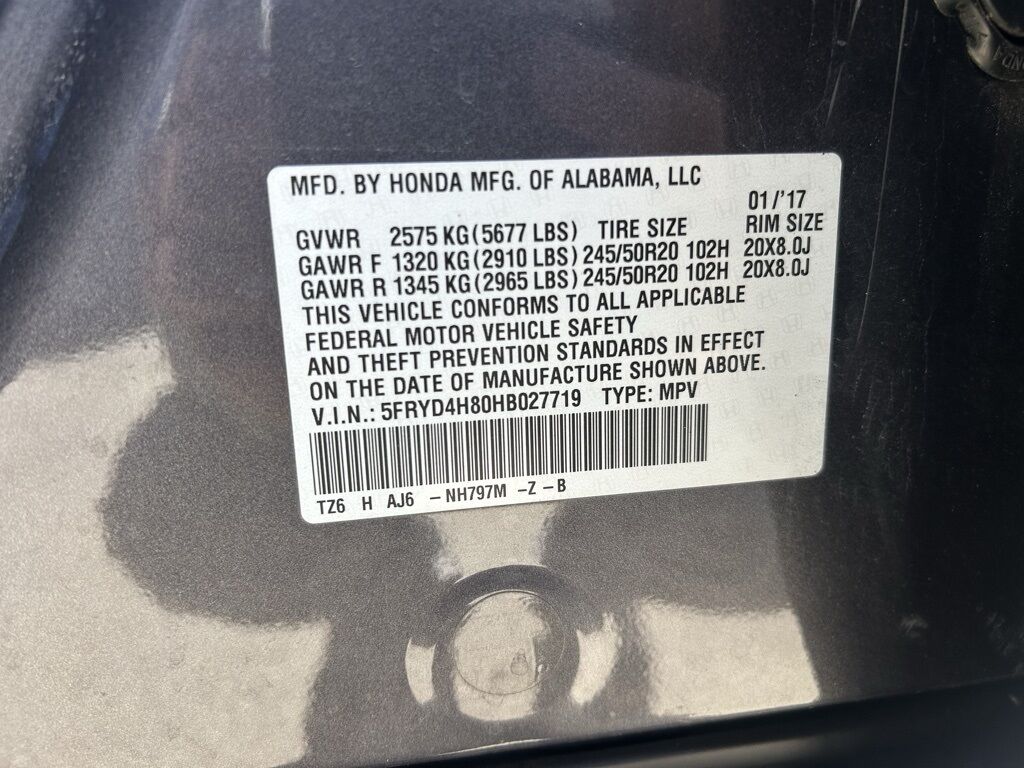 MFD. BY HONDA MFG. OF ALABAMA, LLC
01/'17
GVWR 2575 KG(5677 LBS) TIRE SIZE RIM SIZE
GAWR F 1320 KG(2910 LBS) 245/50R20 102H 20X8.0J
GAWR R 1345 KG(2965 LBS) 245/50R20 102H 20X8.0J
THIS VEHICLE CONFORMS TO ALL APPLICABLE
FEDERAL MOTOR VEHICLE SAFETY
AND THEFT PREVENTION STANDARDS IN EFFECT
ON THE DATE OF MANUFACTURE SHOWN ABOVE.
V.I.N.: 5FRYD4H80HB027719 TYPE: MPV
TZ6 H AJ6 -NH797M -Z -B